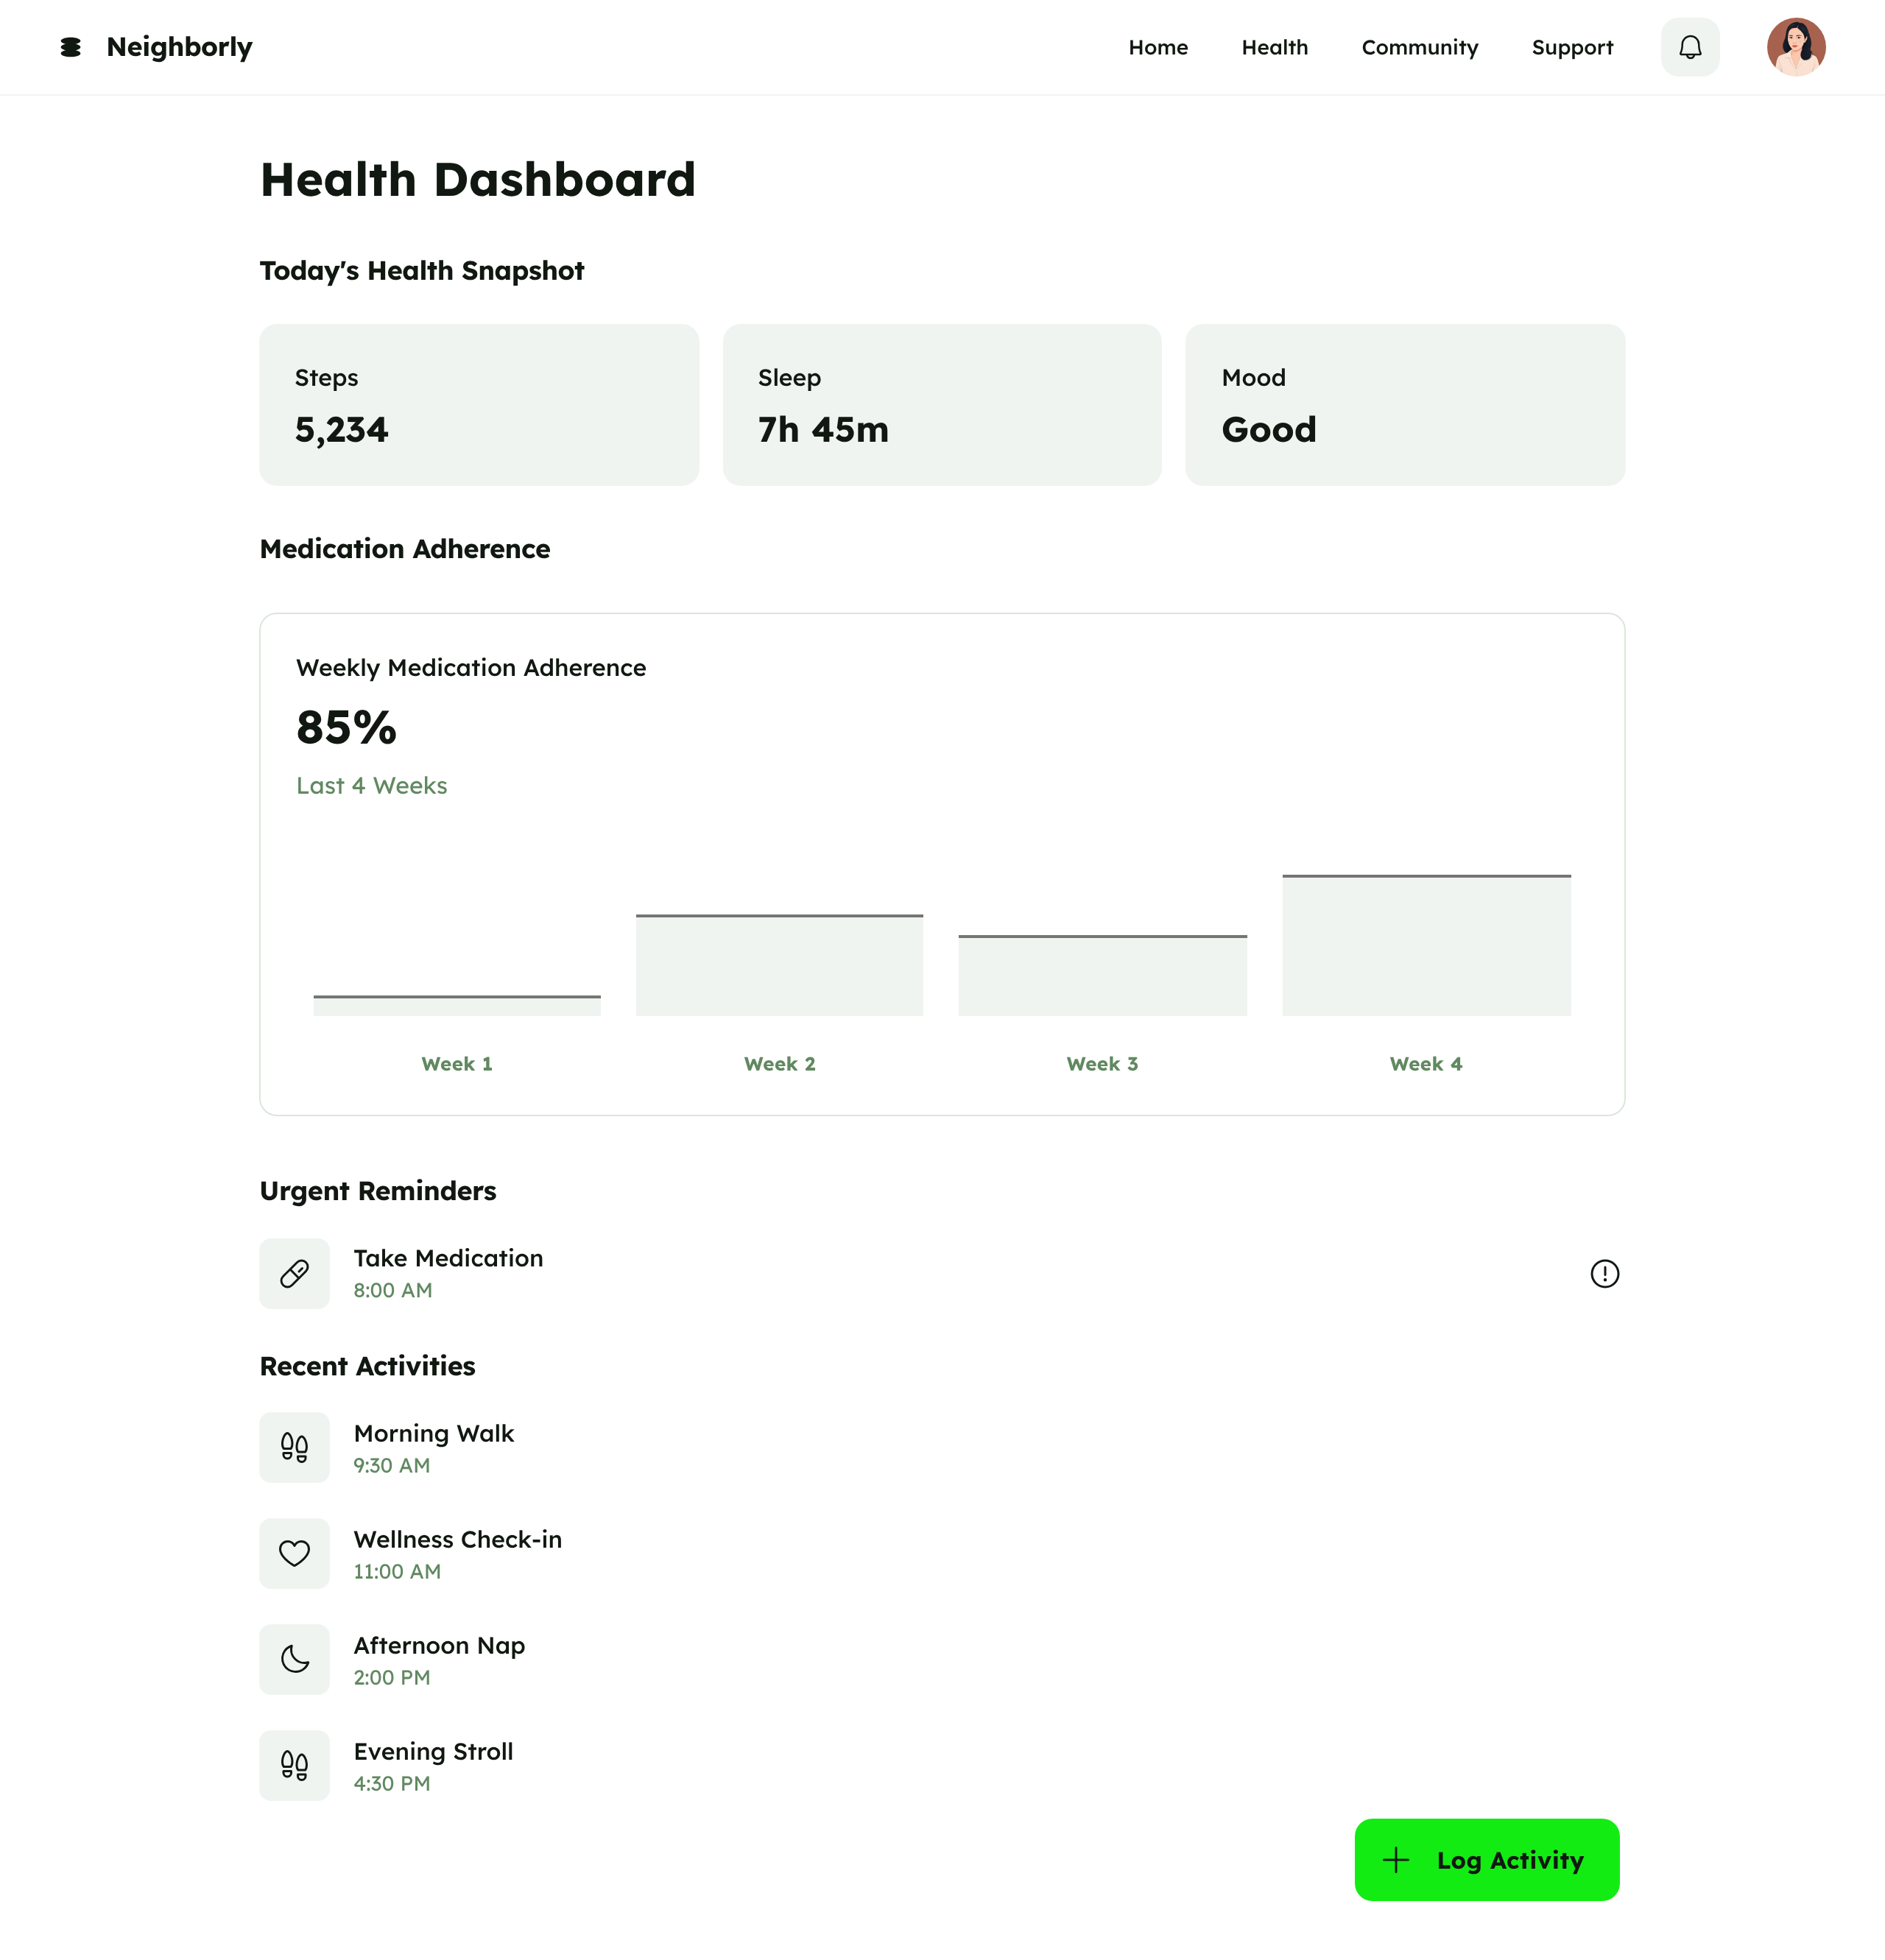 Neighborly
Home
Health
Community
Support
Health Dashboard
Today's Health Snapshot
Steps
5,234
Sleep
7h 45m
Mood
Good
Medication Adherence
Weekly Medication Adherence
85%
Last 4 Weeks
Week 1
Week 2
Week 3
Week 4
Urgent Reminders
Take Medication
8:00 AM
Recent Activities
Morning Walk
9:30 AM
Wellness Check-in
11:00 AM
Afternoon Nap
2:00 PM
Evening Stroll
4:30 PM
Log Activity